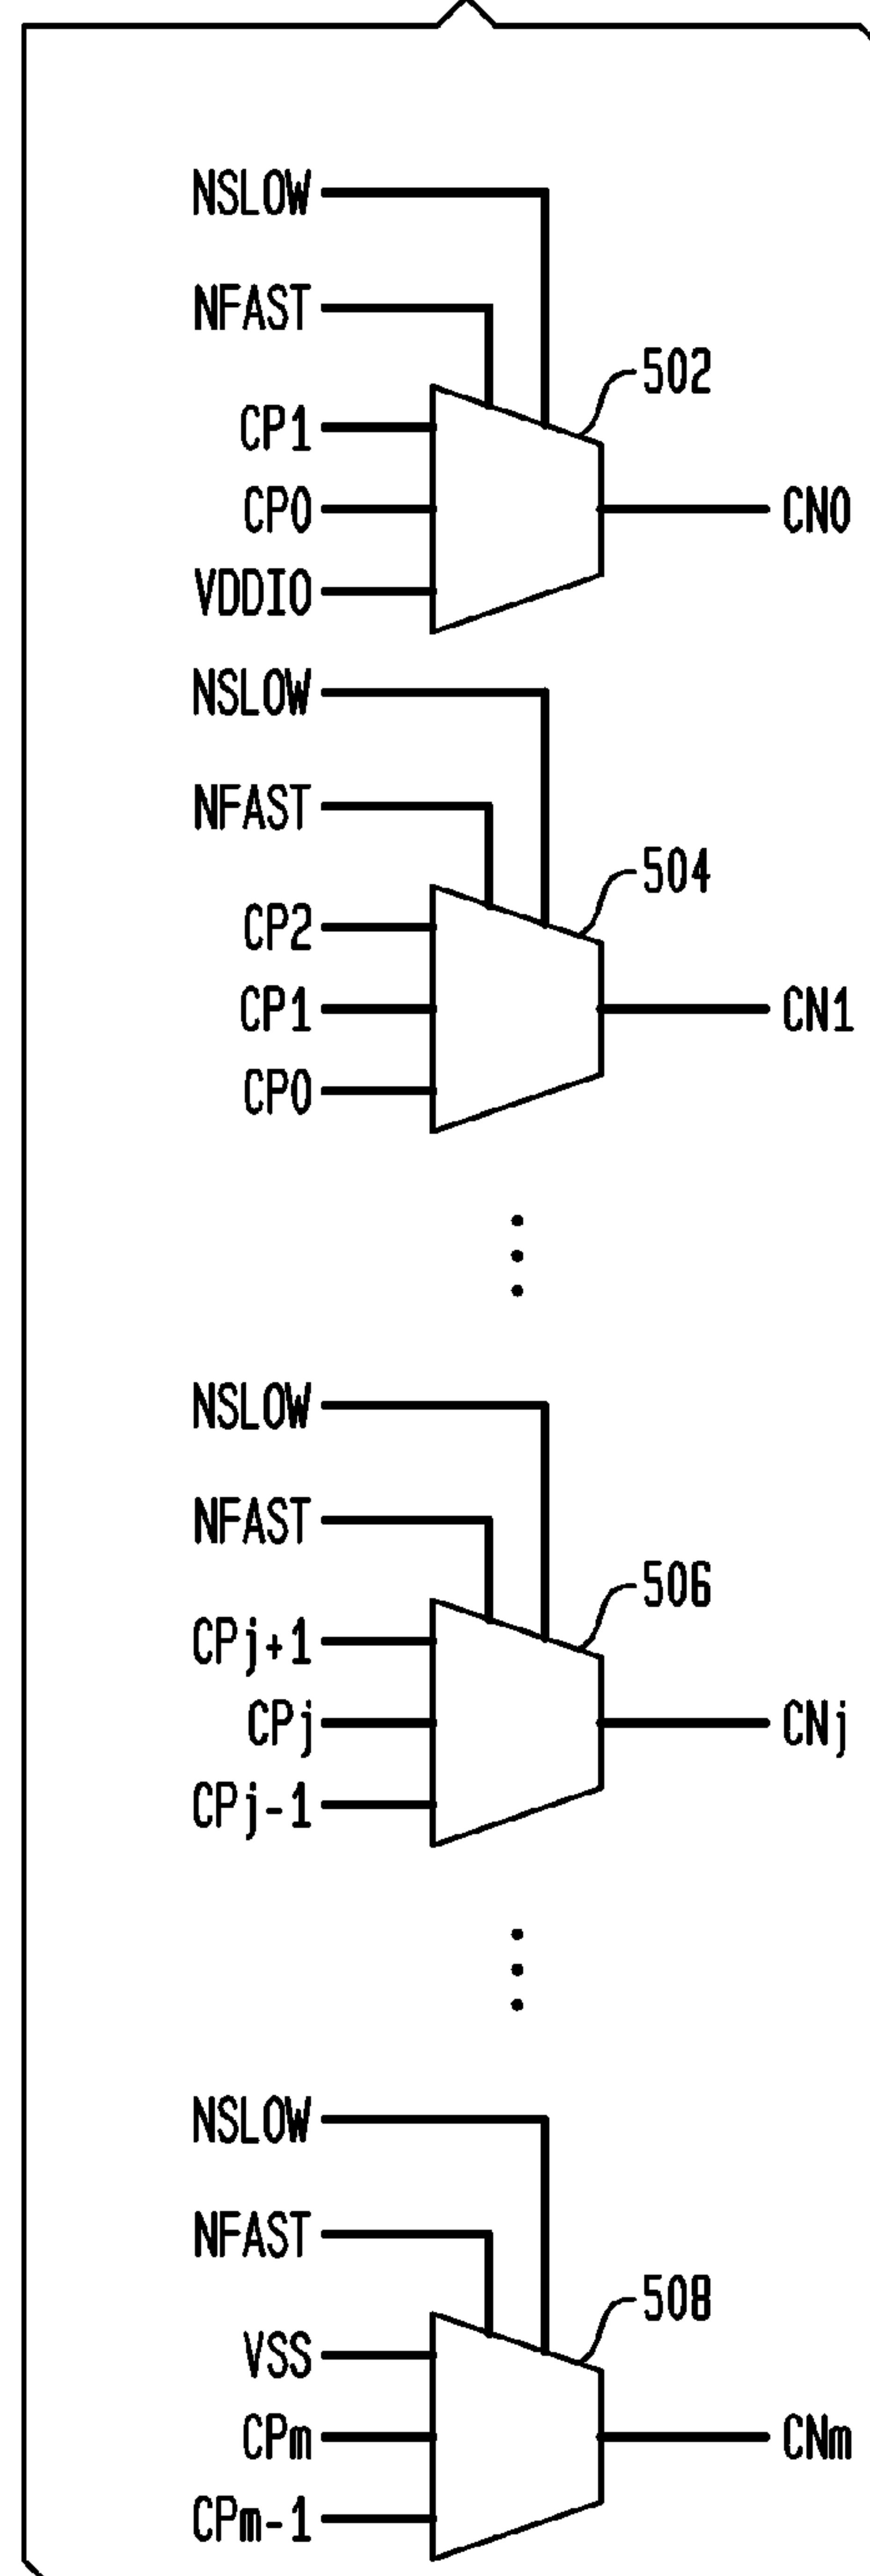 NSLOW
NFAST
502
CP1
CP0
CN0
VDDIO
NSLOW
NFAST
504
CP2
CP1
CN1
CP0
NSLOW
NFAST
506
CPj+1
CPj
CNj
CPj-1
NSLOW
NFAST
508
VSS
CPm
CNm
CPm-1